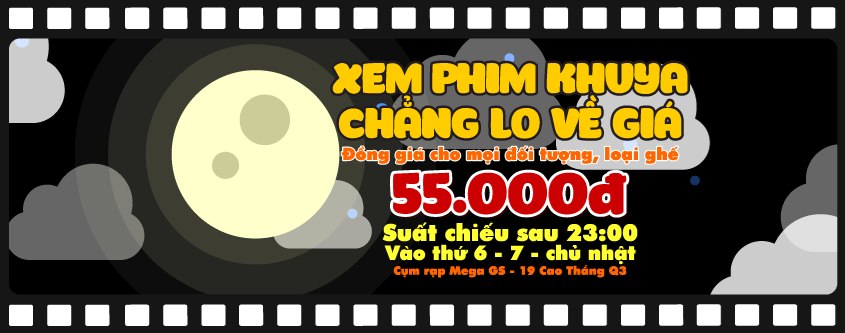 XEM PHIM KHUYA
CHẲNG LO VỀ GIÁ
Đồng giá cho mọi đối tượng, loại ghế
55.000đ
Suất chiếu sau 23:00
Vào thứ 6 - 7 - chủ nhật
Cụm rạp Mega GS - 19 Cao Thắng Q3